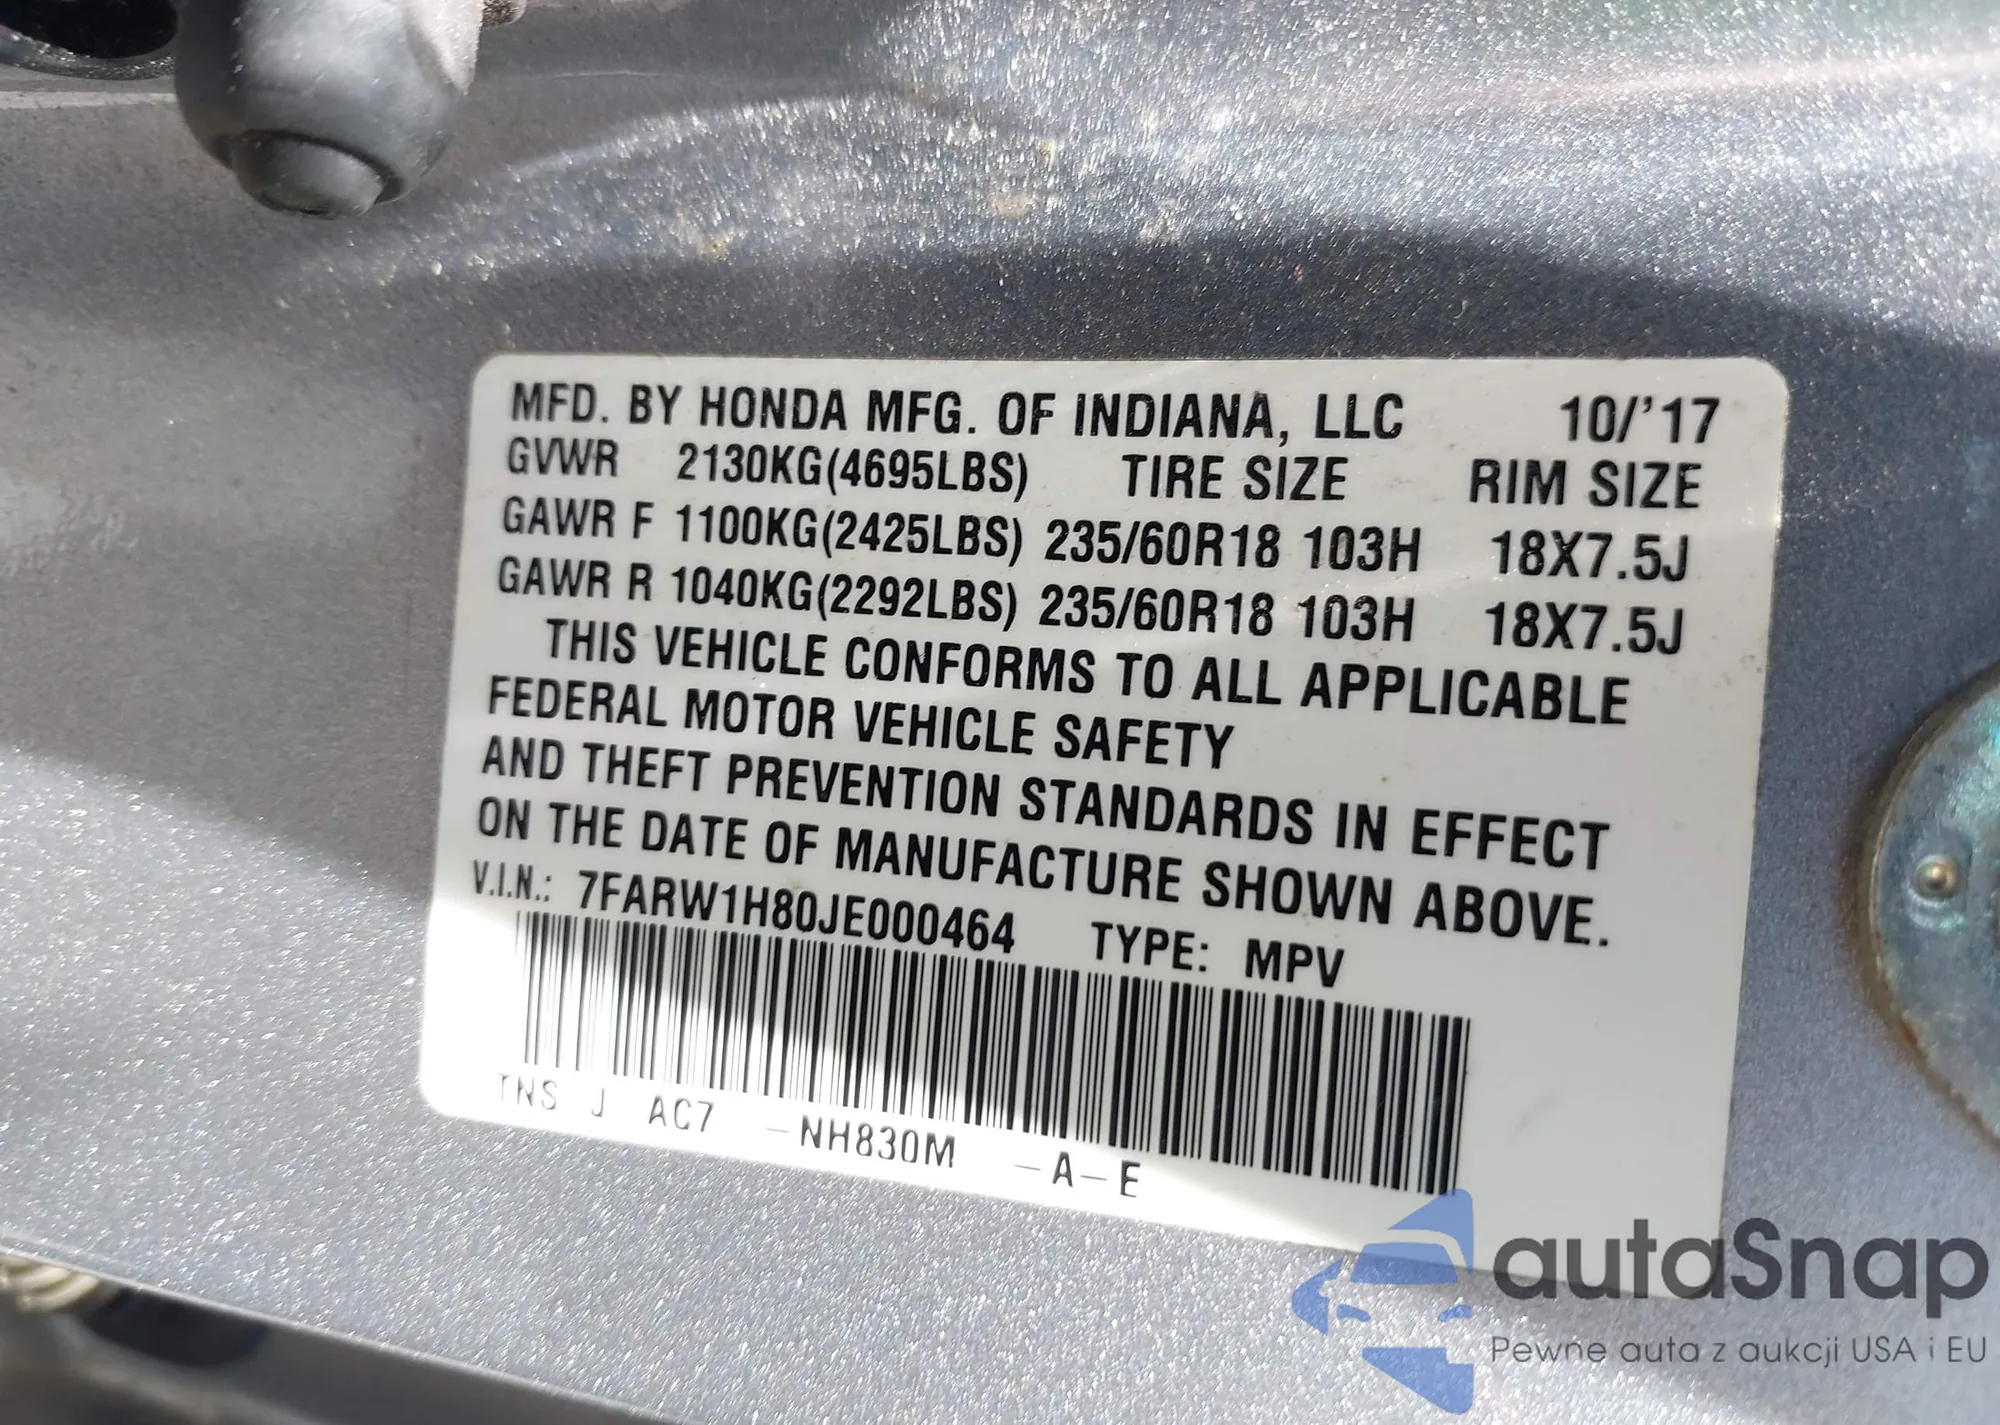 MFD. BY HONDA MFG. OF INDIANA, LLC 10/'17
GVWR 2130KG(4695LBS) TIRE SIZE RIM SIZE
GAWR F 1100KG(2425LBS) 235/60R18 103H 18X7.5J
GAWR R 1040KG(2292LBS) 235/60R18 103H 18X7.5J
THIS VEHICLE CONFORMS TO ALL APPLICABLE
FEDERAL MOTOR VEHICLE SAFETY
AND THEFT PREVENTION STANDARDS IN EFFECT
ON THE DATE OF MANUFACTURE SHOWN ABOVE.
V.I.N.: 7FARW1H80JE000464 TYPE: MPV
TNS J AC7 -NH830M -A-E
autaSnap
Pewne auta z aukcji USA i EU